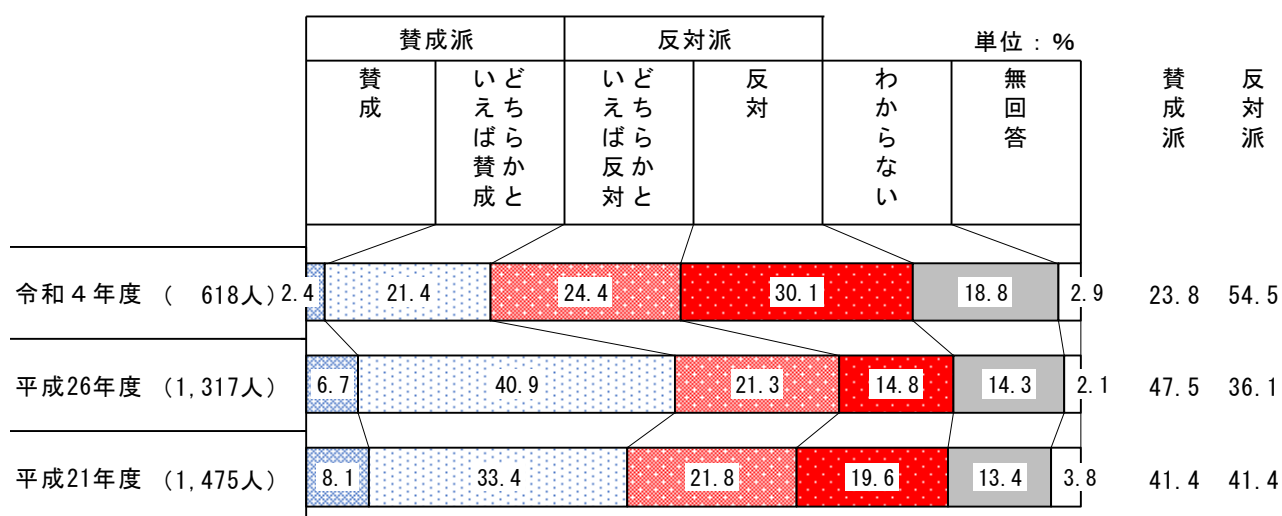 賛成派 反対派 単位：％
賛成 どちらかといえば賛成 どちらかといえば反対 反対 わからない 無回答 賛成派 反対派
令和４年度 （ 618人） 2.4 21.4 24.4 30.1 18.8 2.9 23.8 54.5
平成26年度 （1,317人） 6.7 40.9 21.3 14.8 14.3 2.1 47.5 36.1
平成21年度 （1,475人） 8.1 33.4 21.8 19.6 13.4 3.8 41.4 41.4